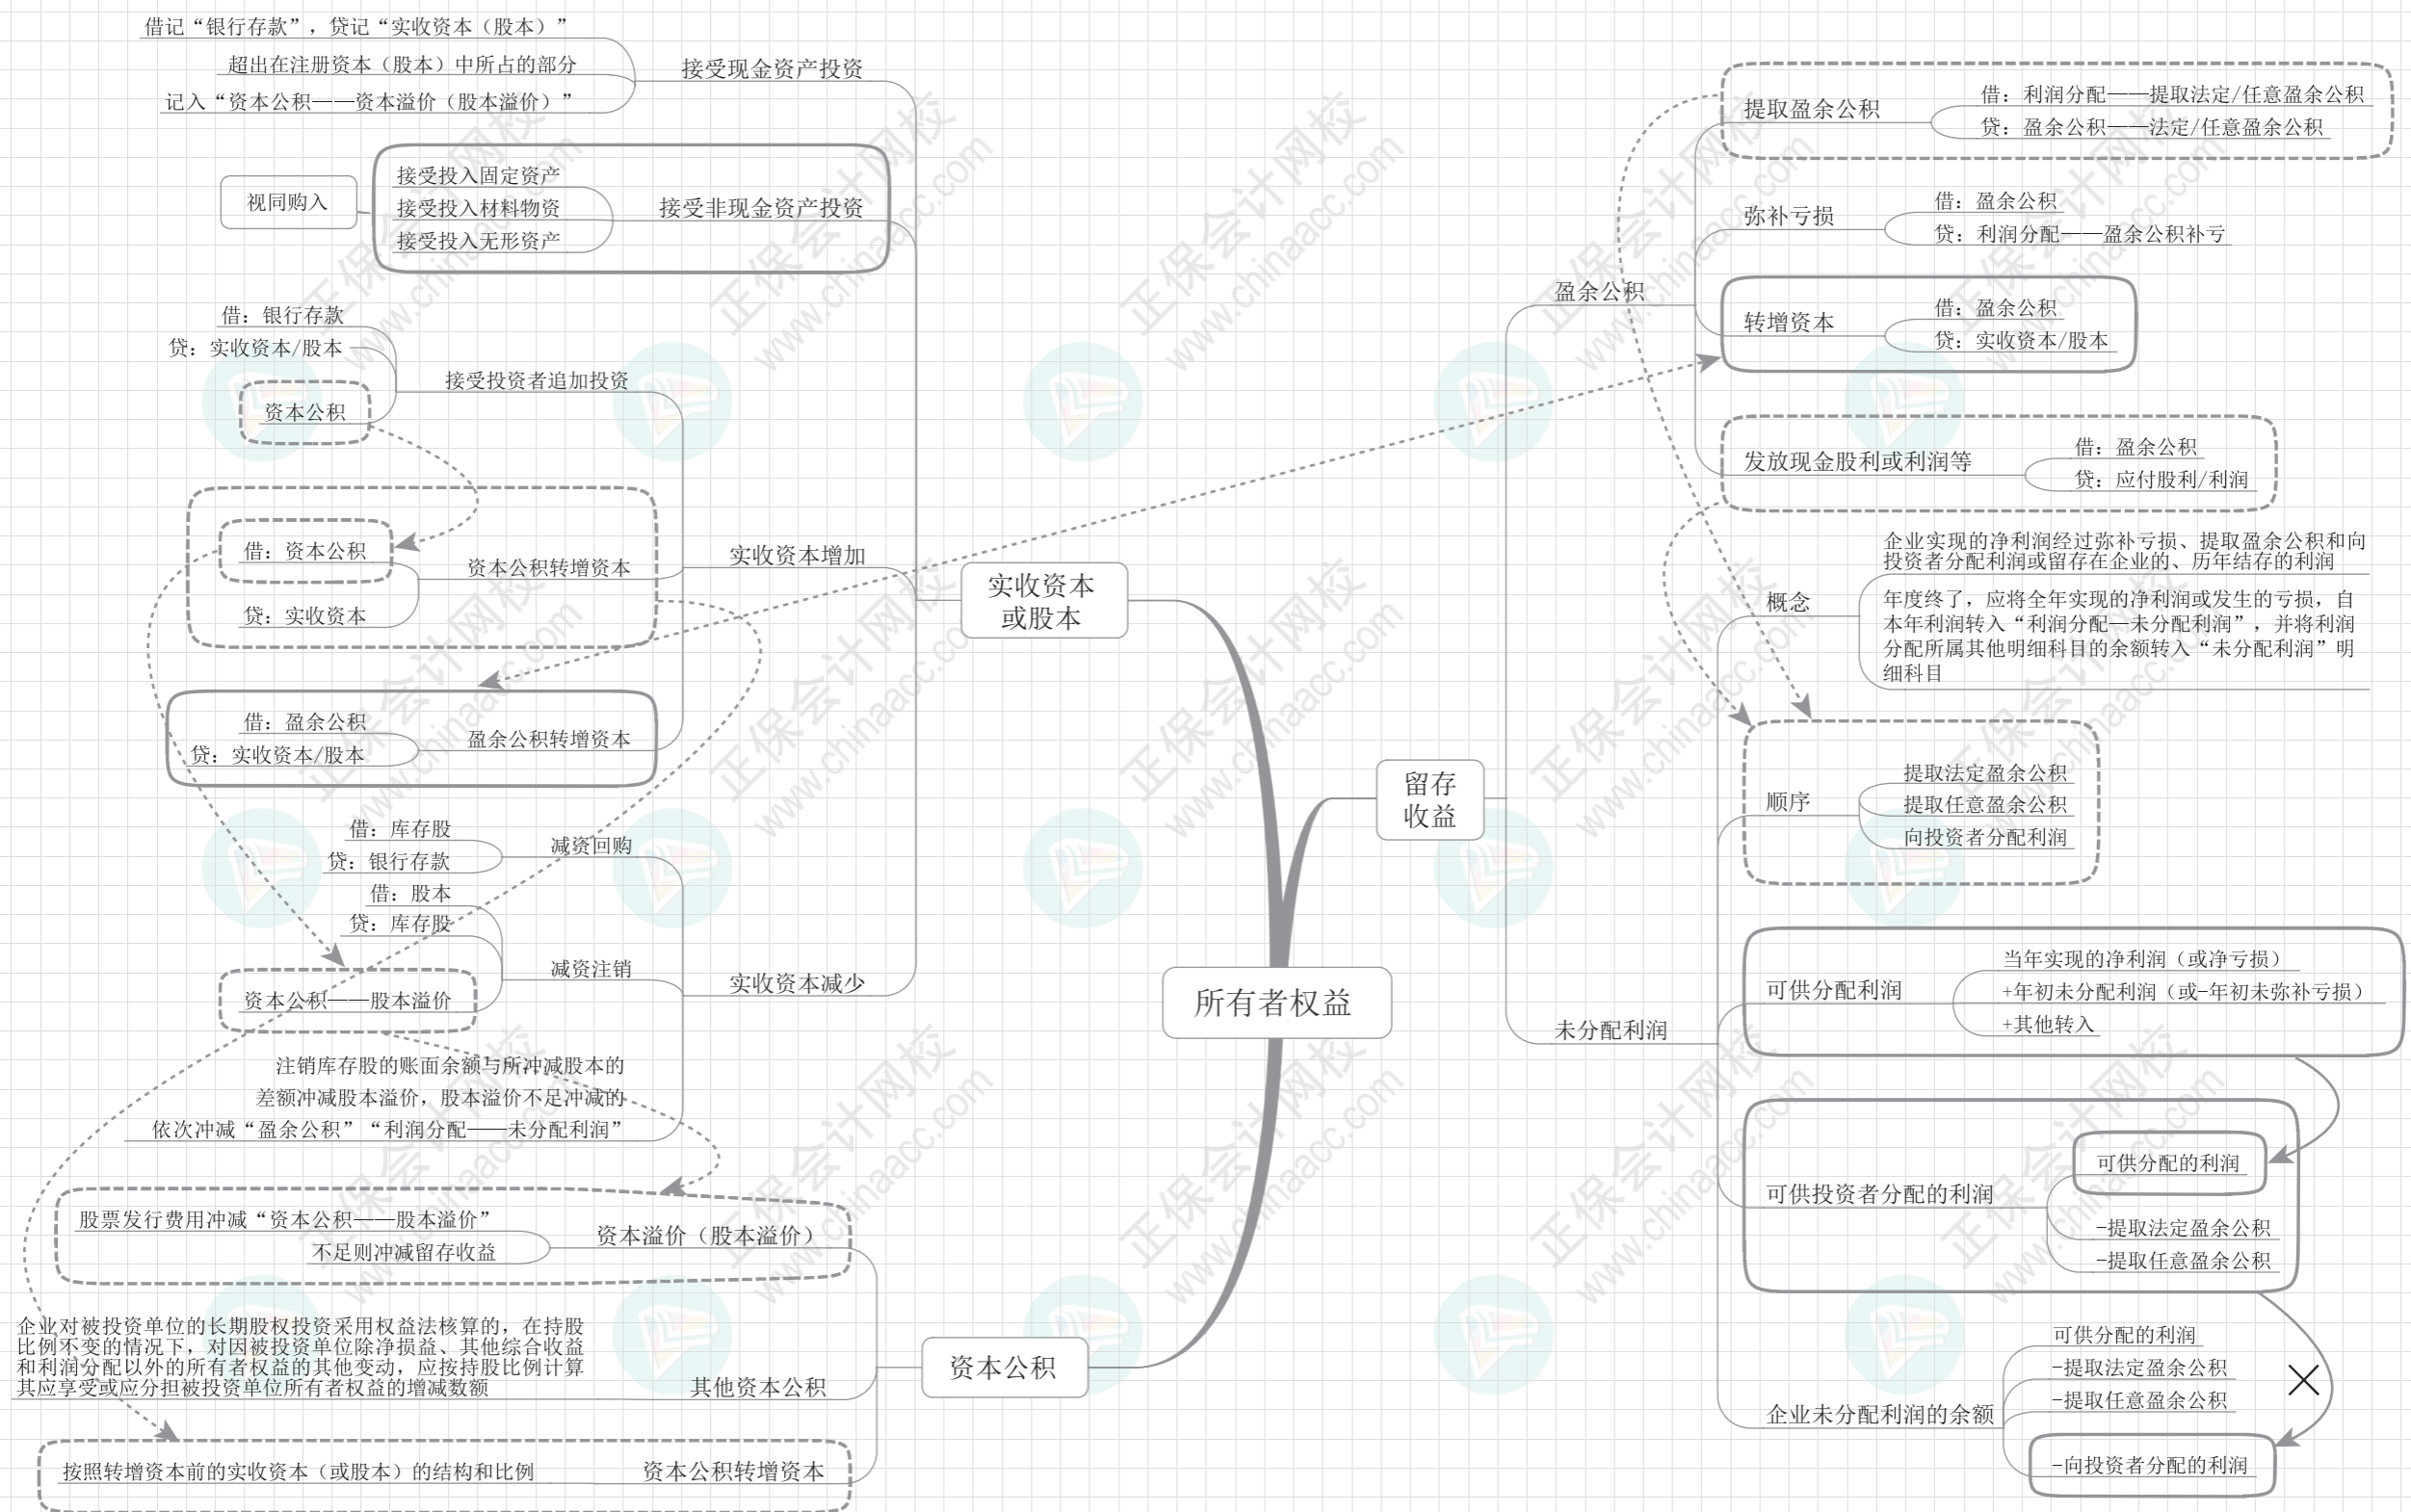 所有者权益
实收资本
或股本
接受现金资产投资
借记“银行存款”，贷记“实收资本（股本）”
超出在注册资本（股本）中所占的部分
记入“资本公积——资本溢价（股本溢价）”
接受非现金资产投资
接受投入固定资产
接受投入材料物资
接受投入无形资产
视同购入
实收资本增加
接受投资者追加投资
借：银行存款
贷：实收资本/股本
资本公积
资本公积转增资本
借：资本公积
贷：实收资本
盈余公积转增资本
借：盈余公积
贷：实收资本/股本
实收资本减少
减资回购
借：库存股
贷：银行存款
减资注销
借：股本
贷：库存股
资本公积——股本溢价
注销库存股的账面余额与所冲减股本的
差额冲减股本溢价，股本溢价不足冲减的
依次冲减“盈余公积”“利润分配——未分配利润”
资本公积
资本溢价（股本溢价）
股票发行费用冲减“资本公积——股本溢价”
不足则冲减留存收益
其他资本公积
企业对被投资单位的长期股权投资采用权益法核算的，在持股
比例不变的情况下，对因被投资单位除净损益、其他综合收益
和利润分配以外的所有者权益的其他变动，应按持股比例计算
其应享受或应分担被投资单位所有者权益的增减数额
资本公积转增资本
按照转增资本前的实收资本（或股本）的结构和比例
留存
收益
盈余公积
提取盈余公积
借：利润分配——提取法定/任意盈余公积
贷：盈余公积——法定/任意盈余公积
弥补亏损
借：盈余公积
贷：利润分配——盈余公积补亏
转增资本
借：盈余公积
贷：实收资本/股本
发放现金股利或利润等
借：盈余公积
贷：应付股利/利润
未分配利润
概念
企业实现的净利润经过弥补亏损、提取盈余公积和向
投资者分配利润或留存在企业的、历年结存的利润
年度终了，应将全年实现的净利润或发生的亏损，自
本年利润转入“利润分配—未分配利润”，并将利润
分配所属其他明细科目的余额转入“未分配利润”明
细科目
顺序
提取法定盈余公积
提取任意盈余公积
向投资者分配利润
可供分配利润
当年实现的净利润（或净亏损）
+年初未分配利润（或-年初未弥补亏损）
+其他转入
可供投资者分配的利润
可供分配的利润
-提取法定盈余公积
-提取任意盈余公积
企业未分配利润的余额
可供分配的利润
-提取法定盈余公积
-提取任意盈余公积
-向投资者分配的利润
正保会计网校
www.chinaacc.com